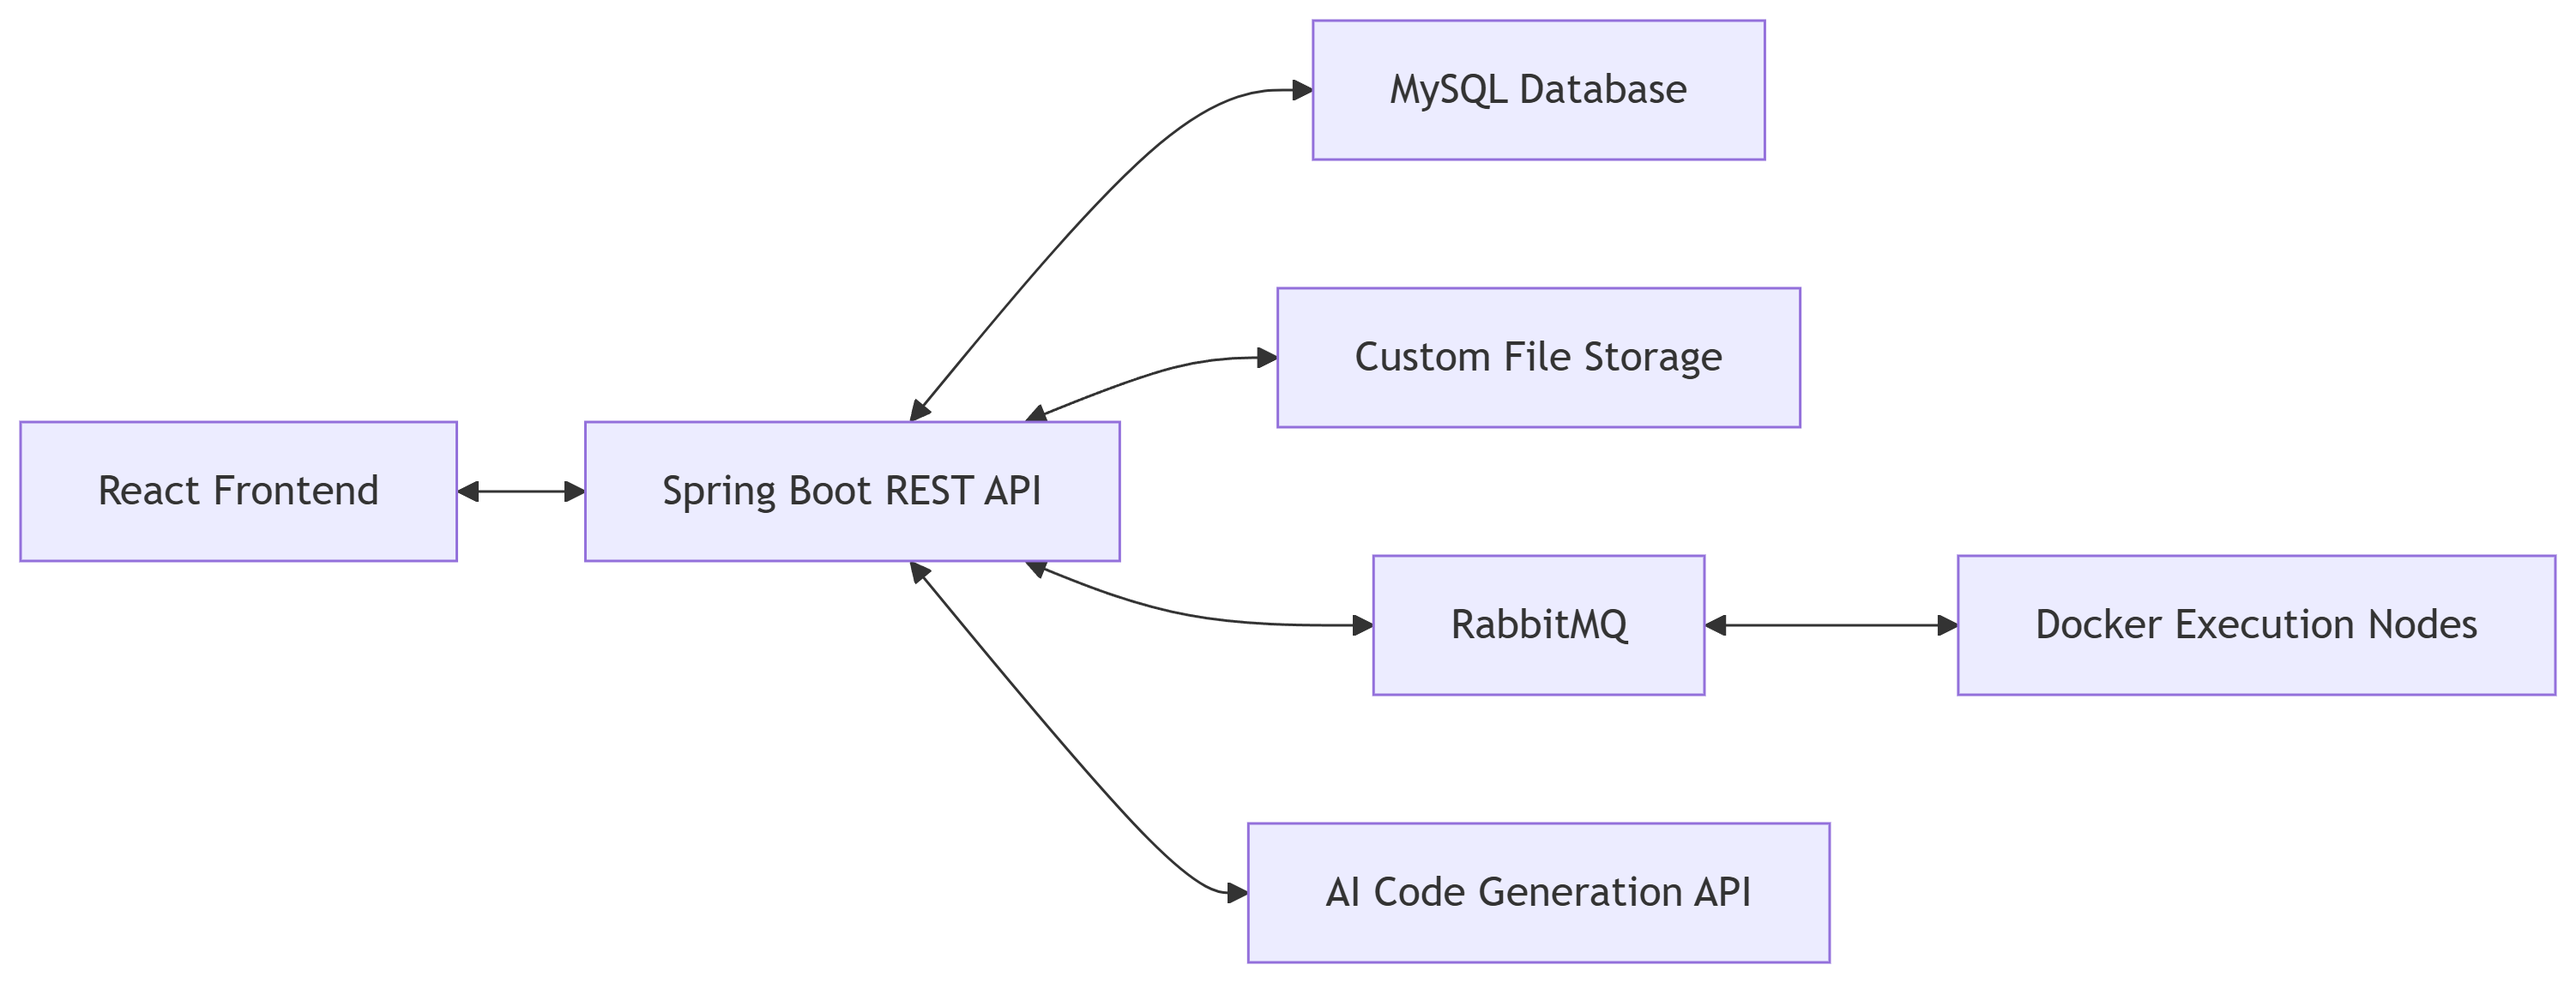 MySQL Database
Custom File Storage
React Frontend
Spring Boot REST API
RabbitMQ
Docker Execution Nodes
AI Code Generation API